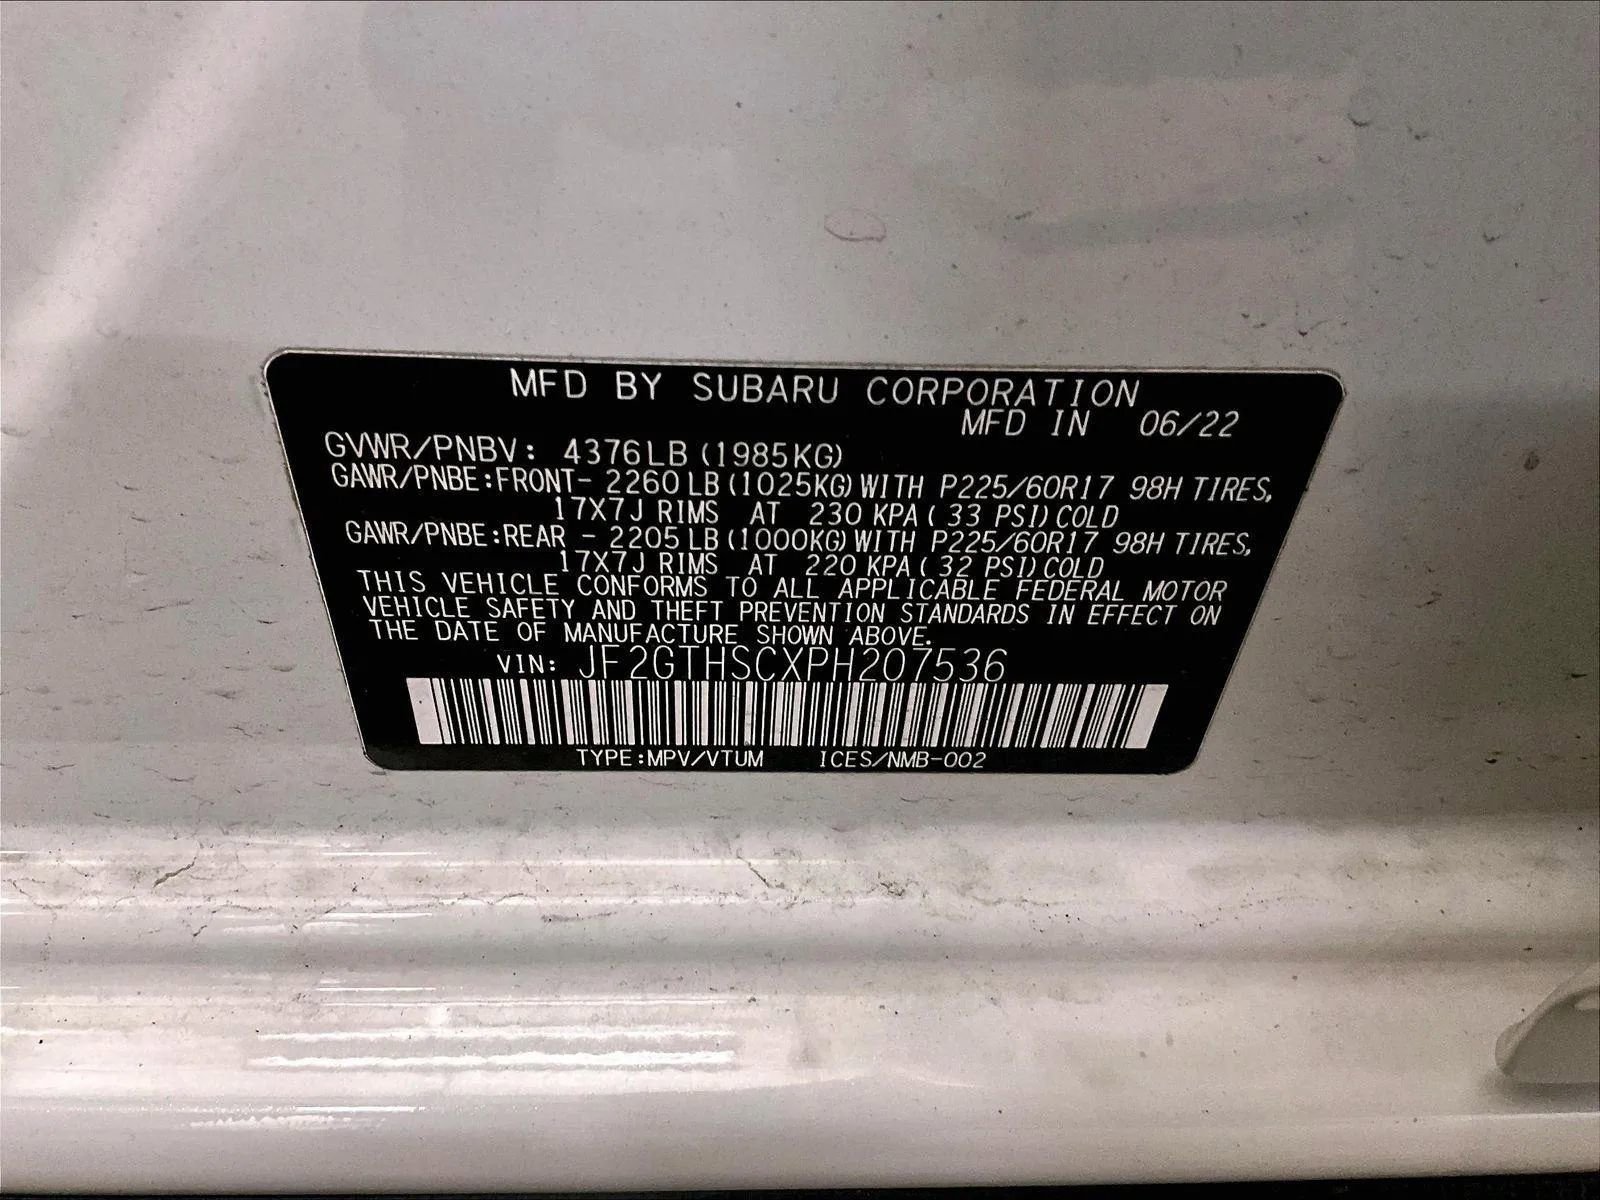 MFD BY SUBARU CORPORATION
MFD IN 06/22
GVWR/PNBV: 4376LB (1985KG)
GAWR/PNBE:FRONT- 2260LB (1025KG) WITH P225/60R17 98H TIRES,
17X7J RIMS AT 230 KPA ( 33 PSI) COLD
GAWR/PNBE:REAR - 2205LB (1000KG) WITH P225/60R17 98H TIRES,
17X7J RIMS AT 220 KPA ( 32 PSI) COLD
THIS VEHICLE CONFORMS TO ALL APPLICABLE FEDERAL MOTOR
VEHICLE SAFETY AND THEFT PREVENTION STANDARDS IN EFFECT ON
THE DATE OF MANUFACTURE SHOWN ABOVE.
VIN: JF2GTHSCXPH207536
TYPE:MPV/VTUM ICES/NMB-002